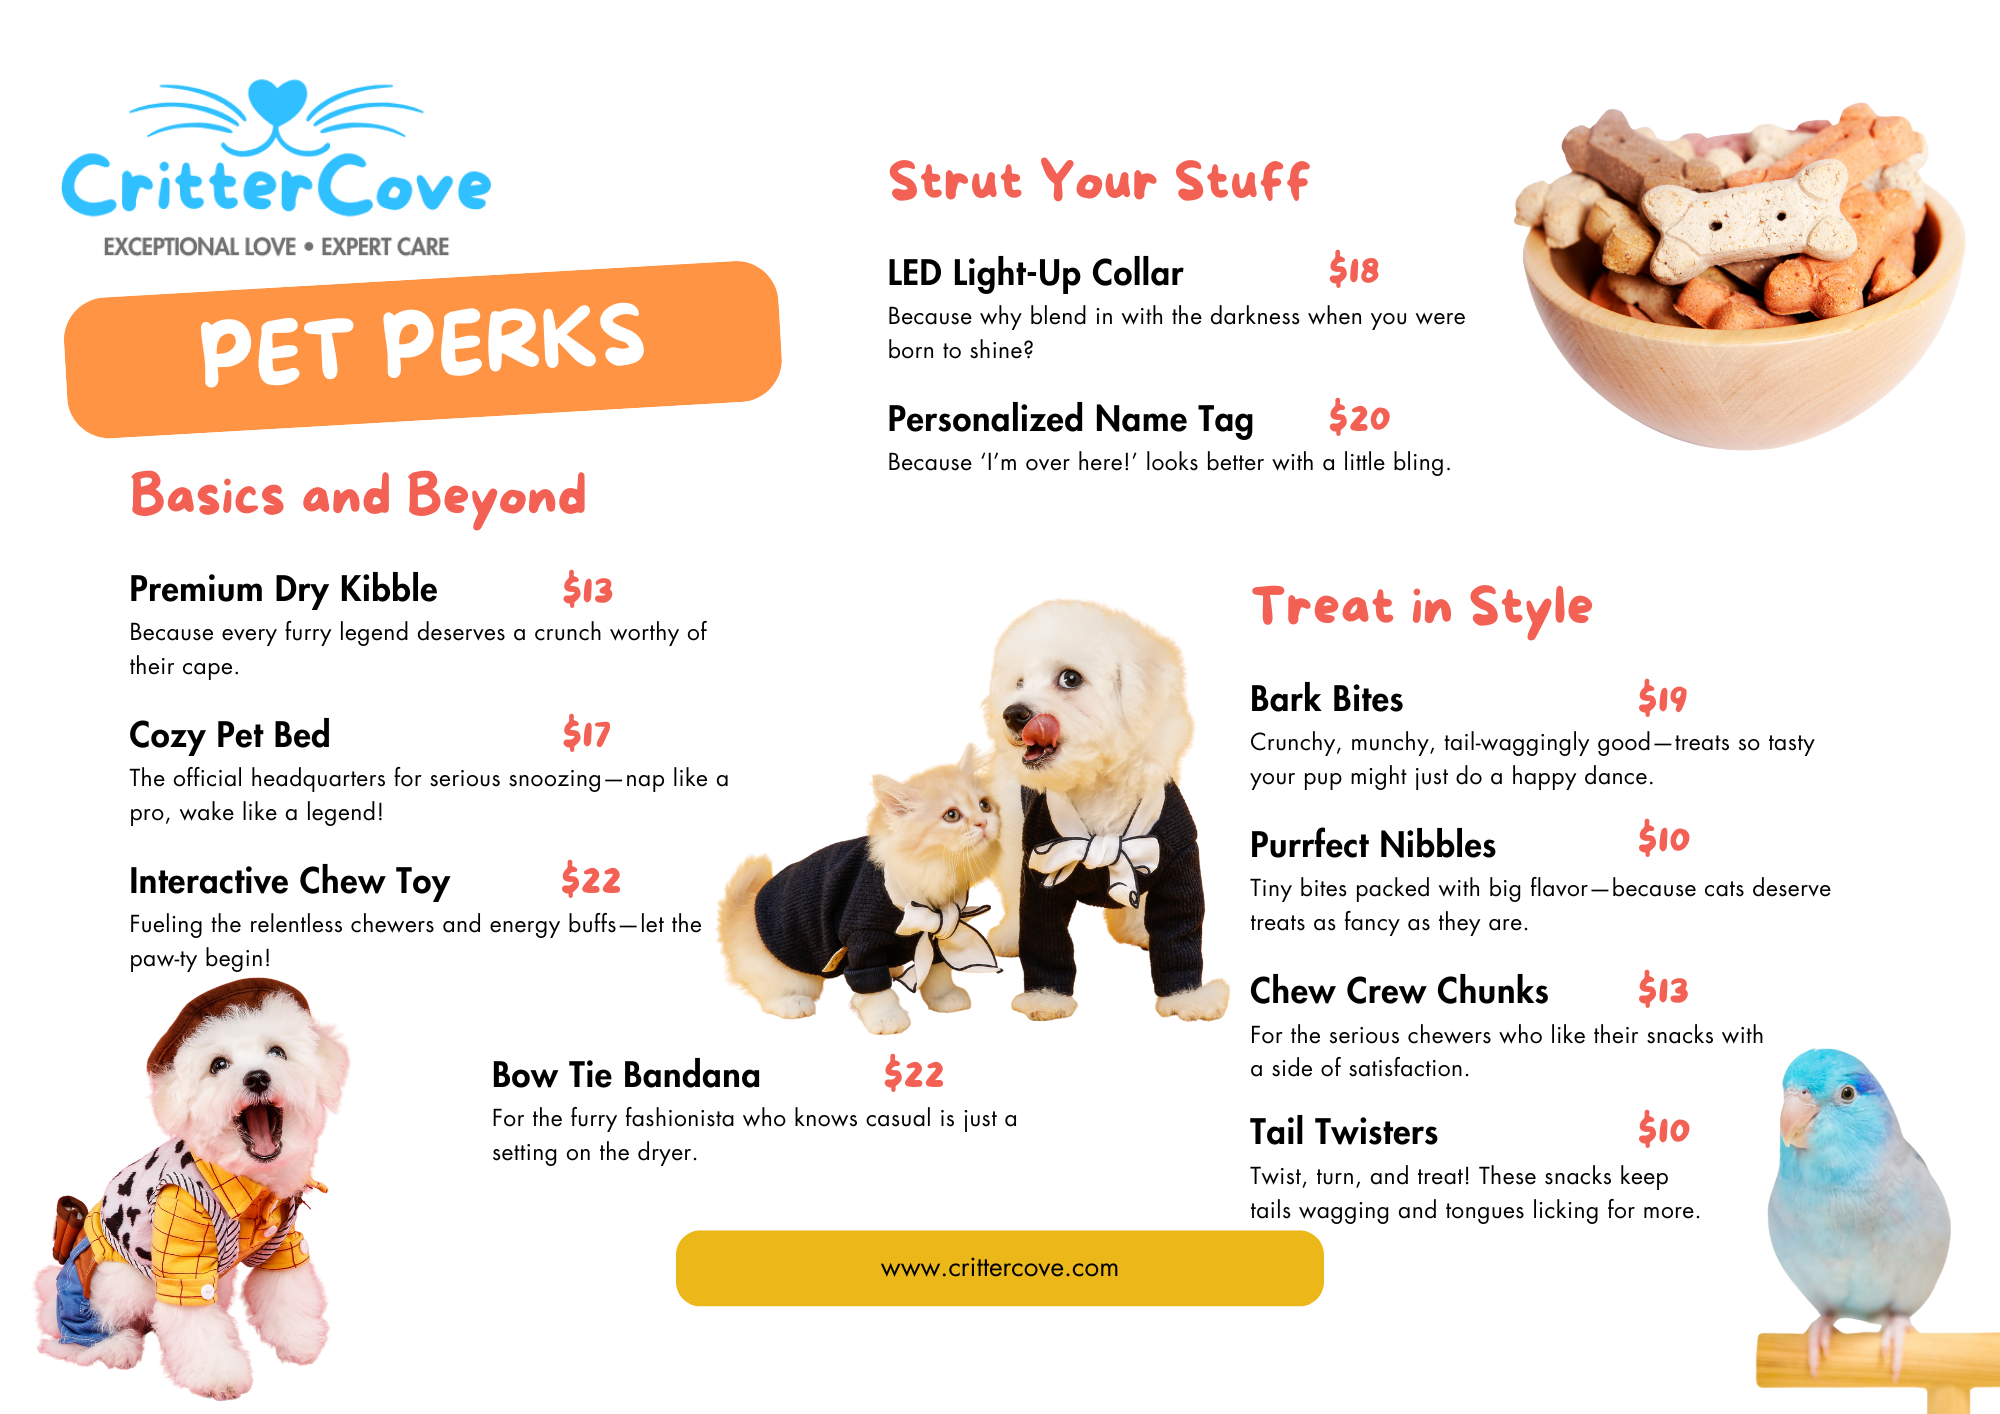 CritterCove
EXCEPTIONAL LOVE • EXPERT CARE
PET PERKS
Basics and Beyond
Premium Dry Kibble $13
Because every furry legend deserves a crunch worthy of
their cape.
Cozy Pet Bed $17
The official headquarters for serious snoozing—nap like a
pro, wake like a legend!
Interactive Chew Toy $22
Fueling the relentless chewers and energy buffs—let the
paw-ty begin!
Bow Tie Bandana $22
For the furry fashionista who knows casual is just a
setting on the dryer.
Strut Your Stuff
LED Light-Up Collar $18
Because why blend in with the darkness when you were
born to shine?
Personalized Name Tag $20
Because ‘I’m over here!’ looks better with a little bling.
Treat in Style
Bark Bites $19
Crunchy, munchy, tail-waggingly good—treats so tasty
your pup might just do a happy dance.
Purrfect Nibbles $10
Tiny bites packed with big flavor—because cats deserve
treats as fancy as they are.
Chew Crew Chunks $13
For the serious chewers who like their snacks with
a side of satisfaction.
Tail Twisters $10
Twist, turn, and treat! These snacks keep
tails wagging and tongues licking for more.
www.crittercove.com